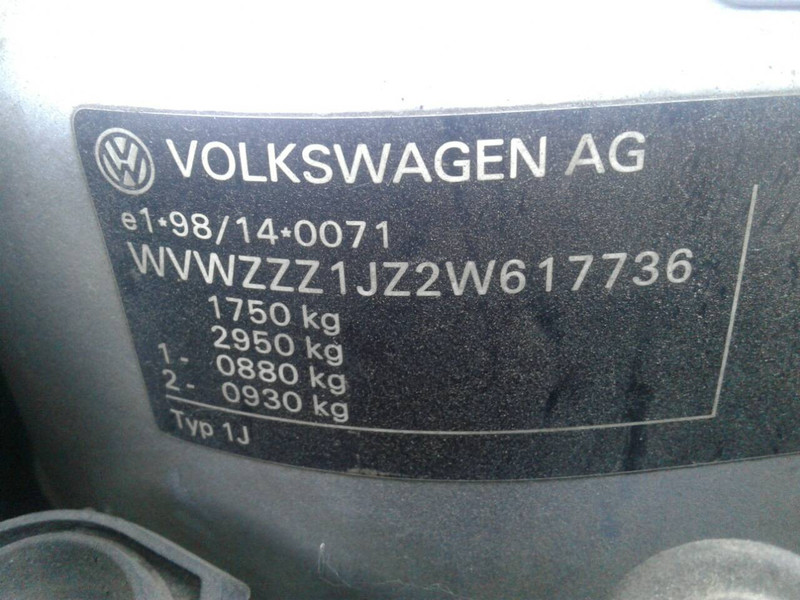 VOLKSWAGEN AG
e1*98/14*0071
WVWZZZ1JZ2W617736
1750 kg
2950 kg
1- 0880 kg
2- 0930 kg
Typ 1J